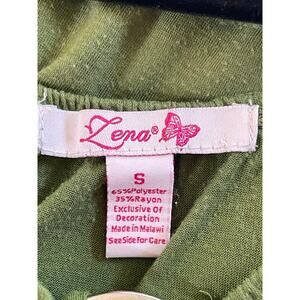 Zena®
S
65%Polyester
35%Rayon
Exclusive Of
Decoration
Made in Malawi
See Side For Care